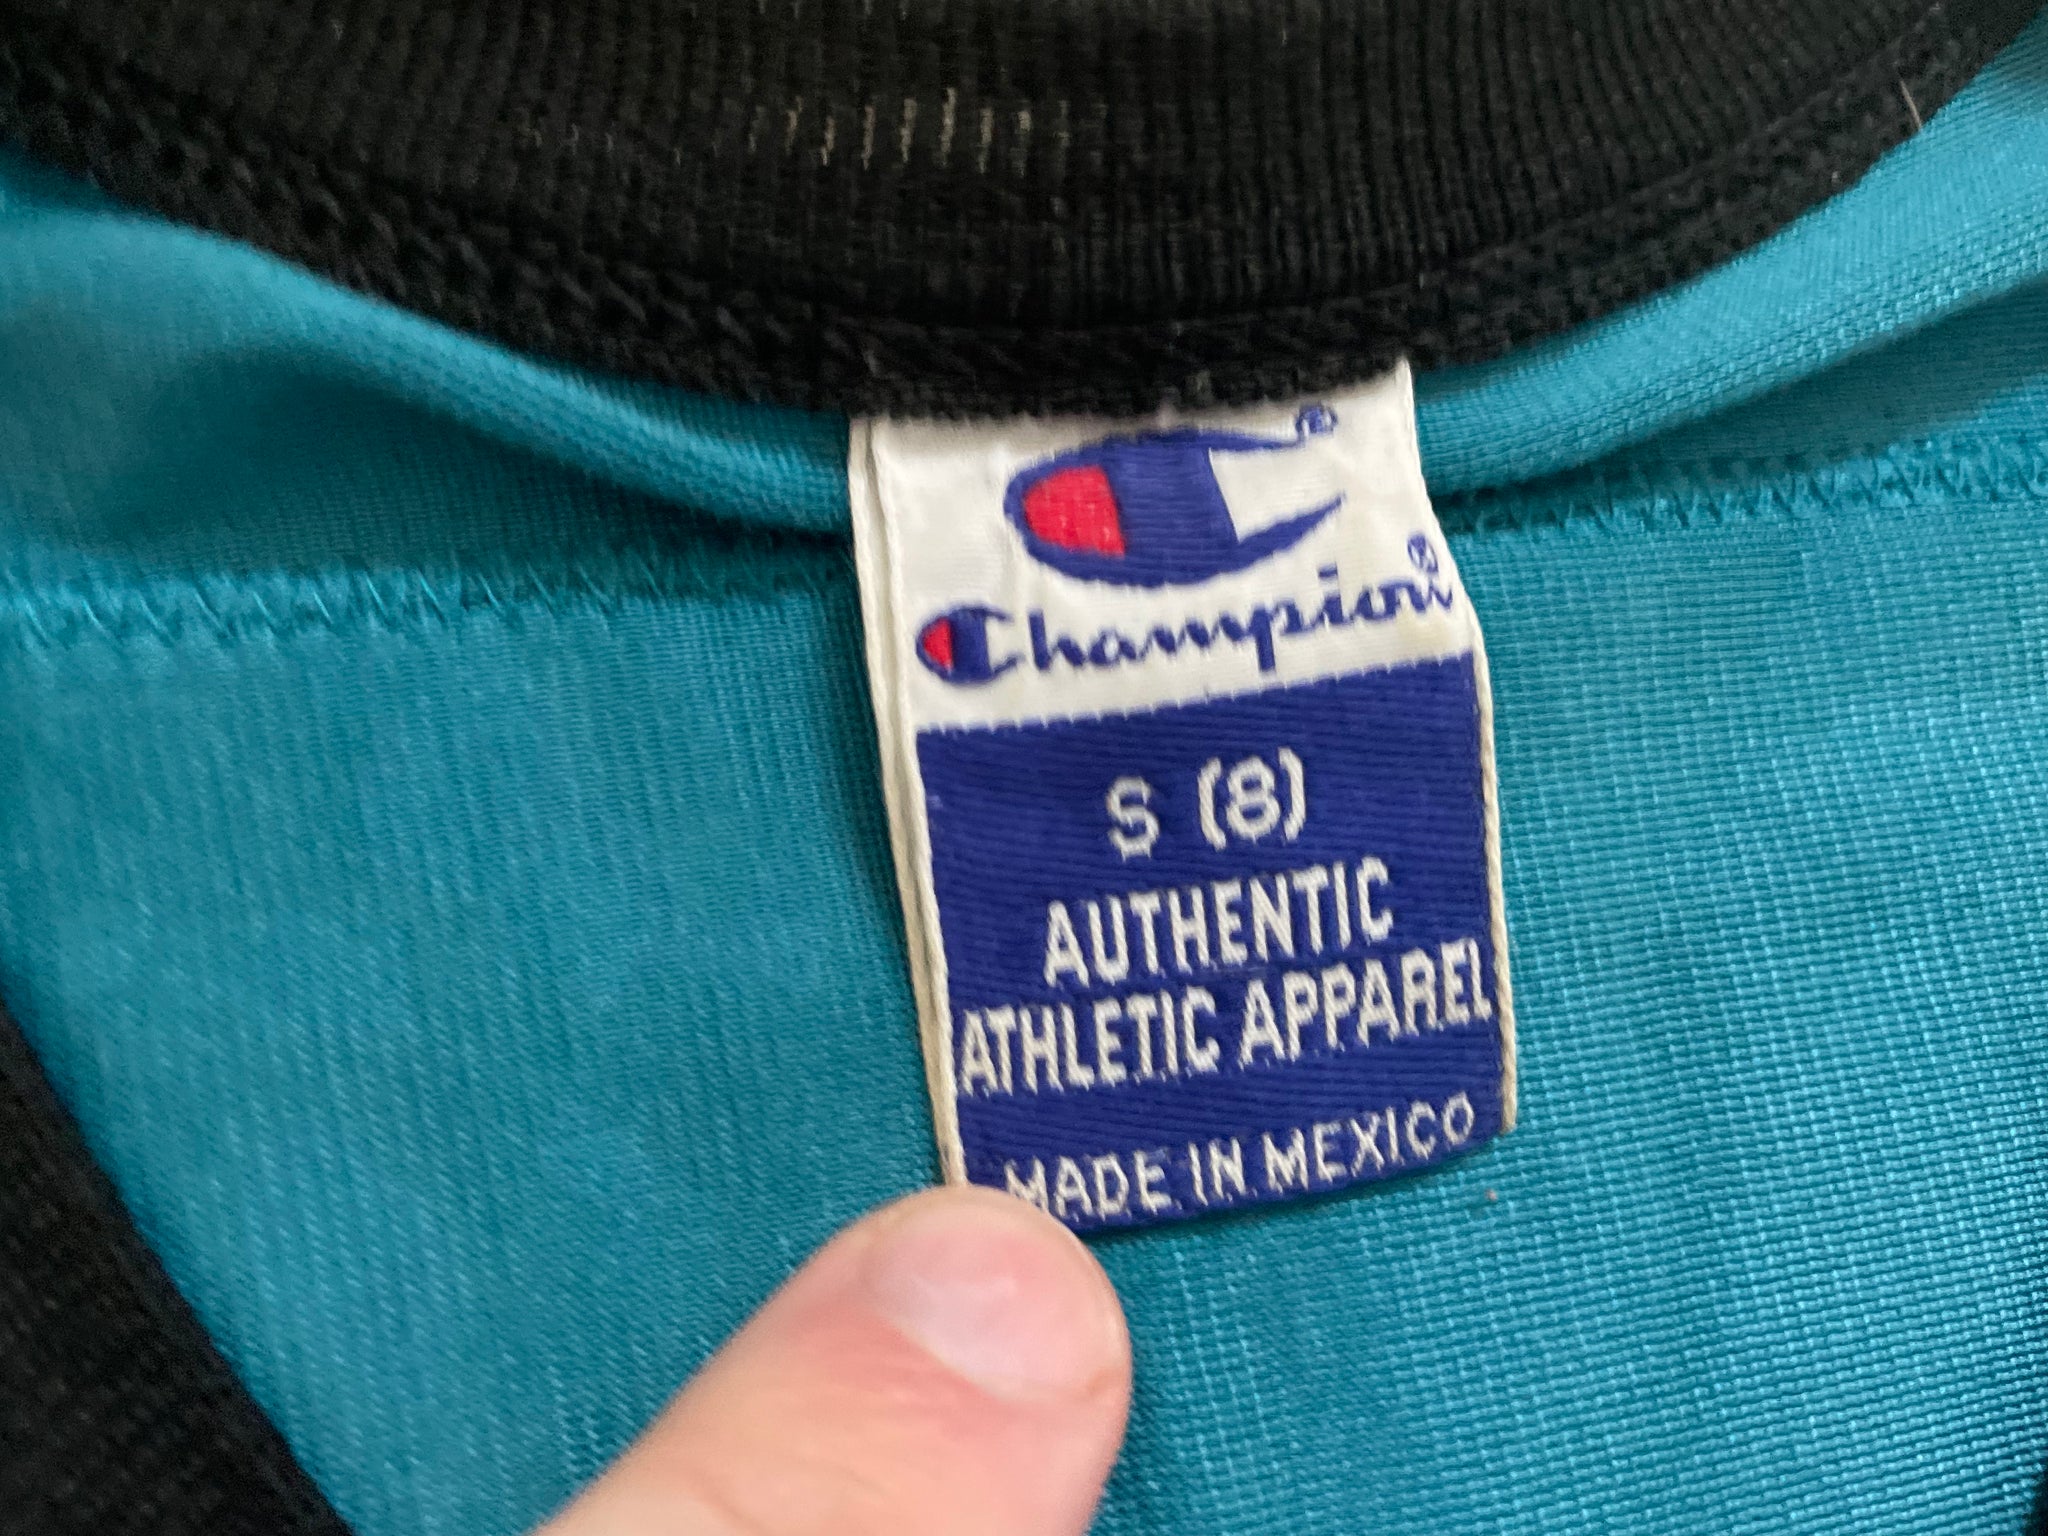 ®
Champion®
S (8)
AUTHENTIC
ATHLETIC APPAREL
MADE IN MEXICO